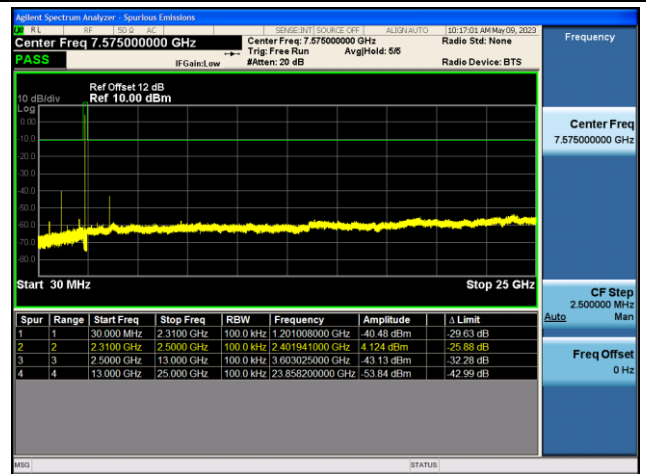 Agilent Spectrum Analyzer - Spurious Emissions
RL RF 50 Ω AC SENSE:INT SOURCE OFF ALIGN AUTO 10:17:01 AM May 09, 2023
Center Freq 7.575000000 GHz
Center Freq: 7.575000000 GHz
Radio Std: None
Trig: Free Run Avg|Hold: 5/5
PASS
IFGain:Low
#Atten: 20 dB
Radio Device: BTS
Ref Offset 12 dB
10 dB/div Ref 10.00 dBm
Log
0.00
-10.0
-20.0
-30.0
-40.0
-50.0
-60.0
-70.0
-80.0
Start 30 MHz Stop 25 GHz
Spur Range Start Freq Stop Freq RBW Frequency Amplitude Δ Limit
1 1 30.000 MHz 2.3100 GHz 100.0 kHz 1.201008000 GHz -40.48 dBm -29.63 dB
2 2 2.3100 GHz 2.5000 GHz 100.0 kHz 2.401941000 GHz 4.124 dBm -25.88 dB
3 3 2.5000 GHz 13.000 GHz 100.0 kHz 3.603025000 GHz -43.13 dBm -32.28 dB
4 4 13.000 GHz 25.000 GHz 100.0 kHz 23.858200000 GHz -53.84 dBm -42.99 dB
MSG STATUS
Frequency
Center Freq
7.575000000 GHz
CF Step
2.500000 MHz
Auto Man
Freq Offset
0 Hz